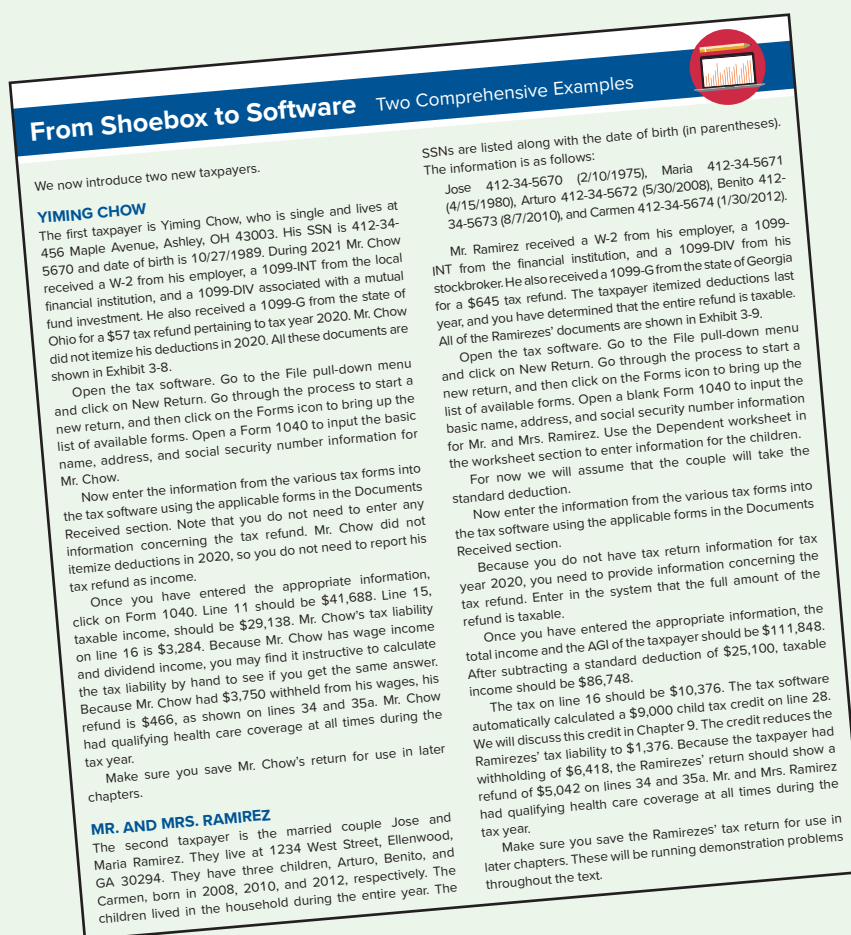 From Shoebox to Software Two Comprehensive Examples
We now introduce two new taxpayers.
YIMING CHOW
The first taxpayer is Yiming Chow, who is single and lives at
456 Maple Avenue, Ashley, OH 43003. His SSN is 412-34-
5670 and date of birth is 10/27/1989. During 2021 Mr. Chow
received a W-2 from his employer, a 1099-INT from the local
financial institution, and a 1099-DIV associated with a mutual
fund investment. He also received a 1099-G from the state of
Ohio for a $57 tax refund pertaining to tax year 2020. Mr. Chow
did not itemize his deductions in 2020. All these documents are
shown in Exhibit 3-8.
Open the tax software. Go to the File pull-down menu
and click on New Return. Go through the process to start a
new return, and then click on the Forms icon to bring up the
list of available forms. Open a Form 1040 to input the basic
name, address, and social security number information for
Mr. Chow.
Now enter the information from the various tax forms into
the tax software using the applicable forms in the Documents
Received section. Note that you do not need to enter any
information concerning the tax refund. Mr. Chow did not
itemize deductions in 2020, so you do not need to report his
tax refund as income.
Once you have entered the appropriate information,
click on Form 1040. Line 11 should be $41,688. Line 15,
taxable income, should be $29,138. Mr. Chow's tax liability
on line 16 is $3,284. Because Mr. Chow has wage income
and dividend income, you may find it instructive to calculate
the tax liability by hand to see if you get the same answer.
Because Mr. Chow had $3,750 withheld from his wages, his
refund is $466, as shown on lines 34 and 35a. Mr. Chow
had qualifying health care coverage at all times during the
tax year.
Make sure you save Mr. Chow's return for use in later
chapters.
MR. AND MRS. RAMIREZ
The second taxpayer is the married couple Jose and
Maria Ramirez. They live at 1234 West Street, Ellenwood,
GA 30294. They have three children, Arturo, Benito, and
Carmen, born in 2008, 2010, and 2012, respectively. The
children lived in the household during the entire year. The
SSNs are listed along with the date of birth (in parentheses).
The information is as follows:
Jose 412-34-5670 (2/10/1975), Maria 412-34-5671
(4/15/1980), Arturo 412-34-5672 (5/30/2008), Benito 412-
34-5673 (8/7/2010), and Carmen 412-34-5674 (1/30/2012).
Mr. Ramirez received a W-2 from his employer, a 1099-
INT from the financial institution, and a 1099-DIV from his
stockbroker. He also received a 1099-G from the state of Georgia
for a $645 tax refund. The taxpayer itemized deductions last
year, and you have determined that the entire refund is taxable.
All of the Ramirezes' documents are shown in Exhibit 3-9.
Open the tax software. Go to the File pull-down menu
and click on New Return. Go through the process to start a
new return, and then click on the Forms icon to bring up the
list of available forms. Open a blank Form 1040 to input the
basic name, address, and social security number information
for Mr. and Mrs. Ramirez. Use the Dependent worksheet in
the worksheet section to enter information for the children.
For now we will assume that the couple will take the
standard deduction.
Now enter the information from the various tax forms into
the tax software using the applicable forms in the Documents
Received section.
Because you do not have tax return information for tax
year 2020, you need to provide information concerning the
tax refund. Enter in the system that the full amount of the
refund is taxable.
Once you have entered the appropriate information, the
total income and the AGI of the taxpayer should be $111,848.
After subtracting a standard deduction of $25,100, taxable
income should be $86,748.
The tax on line 16 should be $10,376. The tax software
automatically calculated a $9,000 child tax credit on line 28.
We will discuss this credit in Chapter 9. The credit reduces the
Ramirezes' tax liability to $1,376. Because the taxpayer had
withholding of $6,418, the Ramirezes' return should show a
refund of $5,042 on lines 34 and 35a. Mr. and Mrs. Ramirez
had qualifying health care coverage at all times during the
tax year.
Make sure you save the Ramirezes' tax return for use in
later chapters. These will be running demonstration problems
throughout the text.